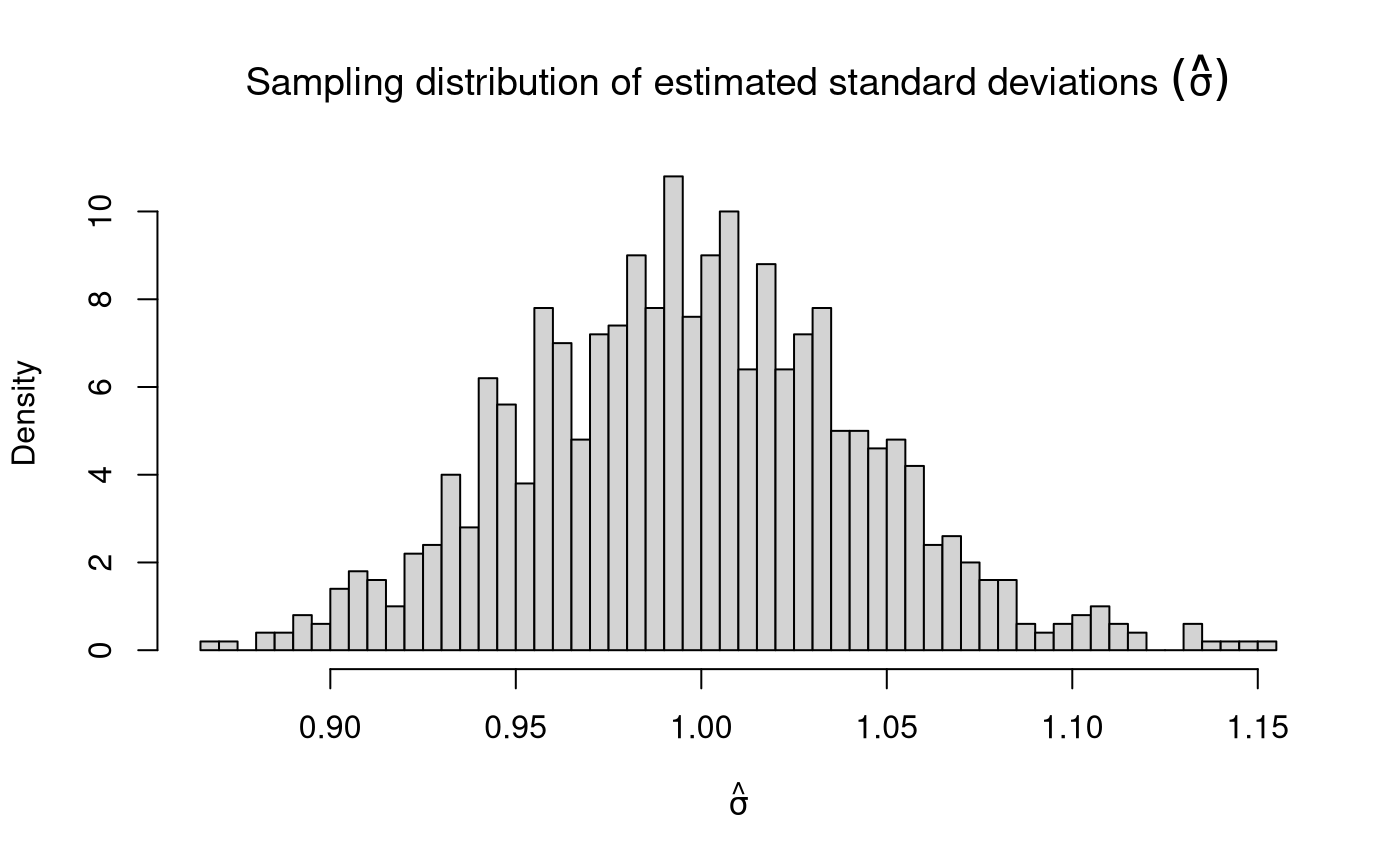 Sampling distribution of estimated standard deviations (σ̂)
Density
10
8
6
4
2
0
0.90 0.95 1.00 1.05 1.10 1.15
σ̂